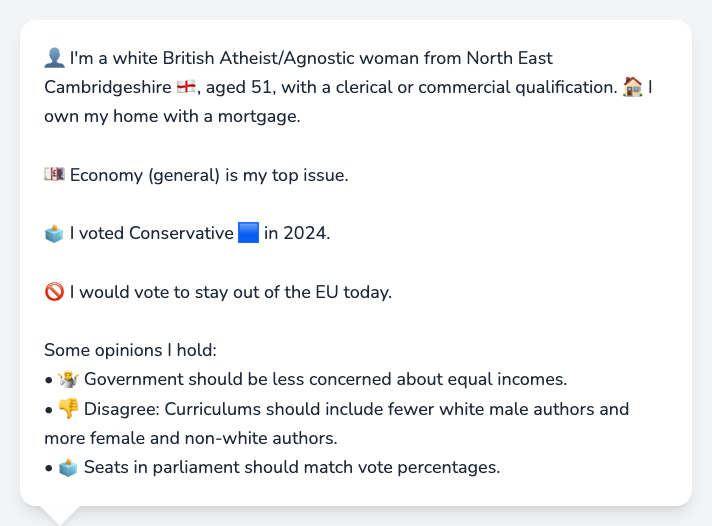 👤 I'm a white British Atheist/Agnostic woman from North East
Cambridgeshire 🏴󠁧󠁢󠁥󠁮󠁧󠁿, aged 51, with a clerical or commercial qualification. 🏠 I
own my home with a mortgage.
💷 Economy (general) is my top issue.
🗳️ I voted Conservative 🟦 in 2024.
🚫 I would vote to stay out of the EU today.
Some opinions I hold:
• 🤷 Government should be less concerned about equal incomes.
• 👎 Disagree: Curriculums should include fewer white male authors and
more female and non-white authors.
• 🗳️ Seats in parliament should match vote percentages.